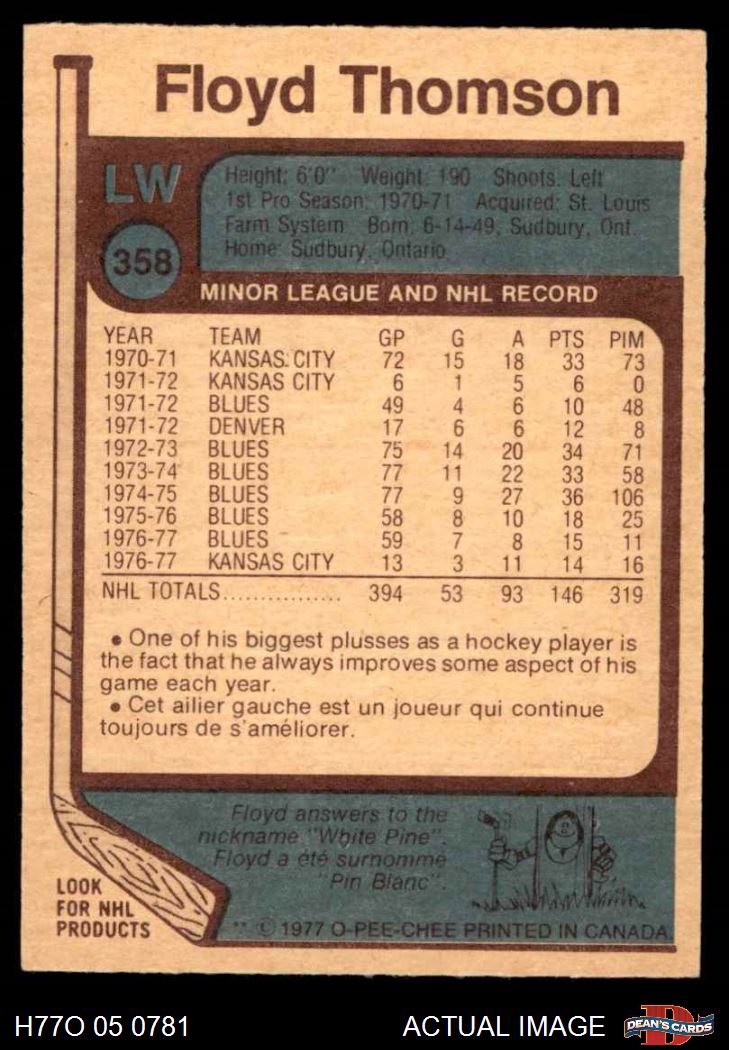 Floyd Thomson
LW
358
Height: 6'0" Weight: 190 Shoots: Left
1st Pro Season: 1970-71 Acquired: St. Louis
Farm System Born: 6-14-49, Sudbury, Ont.
Home: Sudbury, Ontario
MINOR LEAGUE AND NHL RECORD
YEAR TEAM GP G A PTS PIM
1970-71 KANSAS CITY 72 15 18 33 73
1971-72 KANSAS CITY 6 1 5 6 0
1971-72 BLUES 49 4 6 10 48
1971-72 DENVER 17 6 6 12 8
1972-73 BLUES 75 14 20 34 71
1973-74 BLUES 77 11 22 33 58
1974-75 BLUES 77 9 27 36 106
1975-76 BLUES 58 8 10 18 25
1976-77 BLUES 59 7 8 15 11
1976-77 KANSAS CITY 13 3 11 14 16
NHL TOTALS................ 394 53 93 146 319
• One of his biggest plusses as a hockey player is
the fact that he always improves some aspect of his
game each year.
• Cet ailier gauche est un joueur qui continue
toujours de s'améliorer.
Floyd answers to the
nickname "White Pine".
Floyd a été surnommé
"Pin Blanc".
LOOK
FOR NHL
PRODUCTS
** © 1977 O-PEE-CHEE PRINTED IN CANADA
H77O 05 0781
ACTUAL IMAGE
DEAN'S CARDS